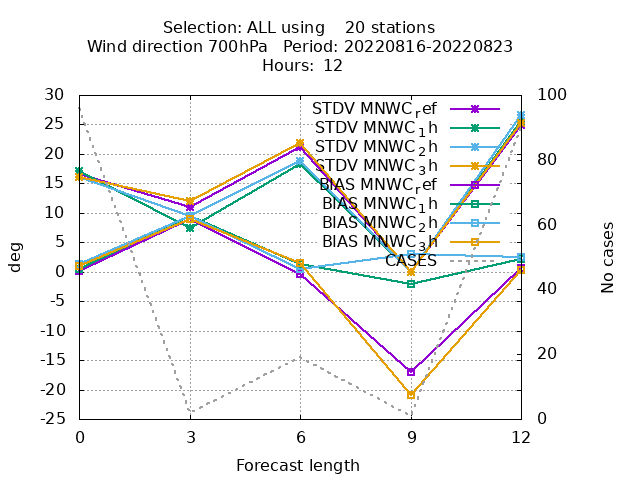 Selection: ALL using    20 stations
Wind direction 700hPa   Period: 20220816-20220823
Hours:  12
STDV MNWC_ref
STDV MNWC_1h
STDV MNWC_2h
STDV MNWC_3h
BIAS MNWC_ref
BIAS MNWC_1h
BIAS MNWC_2h
BIAS MNWC_3h
CASES
30
25
20
15
10
5
0
-5
-10
-15
-20
-25
deg
100
80
60
40
20
0
No cases
0 3 6 9 12
Forecast length